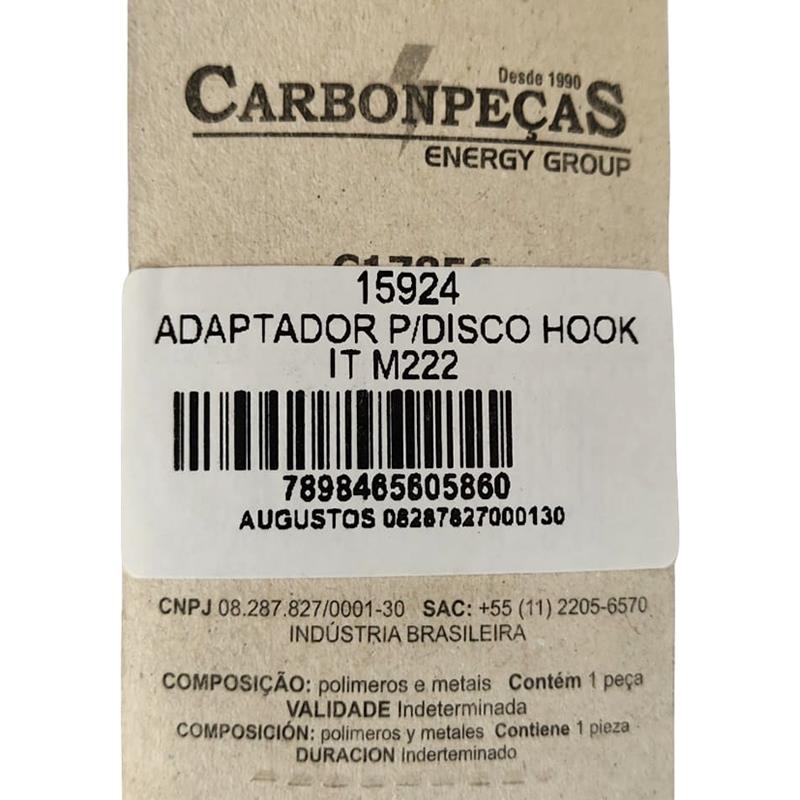 Desde 1990
CARBONPEÇAS
ENERGY GROUP
15924
ADAPTADOR P/DISCO HOOK
IT M222
7898465605860
AUGUSTOS 08287827000130
CNPJ 08.287.827/0001-30 SAC: +55 (11) 2205-6570
INDÚSTRIA BRASILEIRA
COMPOSIÇÃO: polimeros e metais Contém 1 peça
VALIDADE Indeterminada
COMPOSICIÓN: polimeros y metales Contiene 1 pieza
DURACION Inderteminado